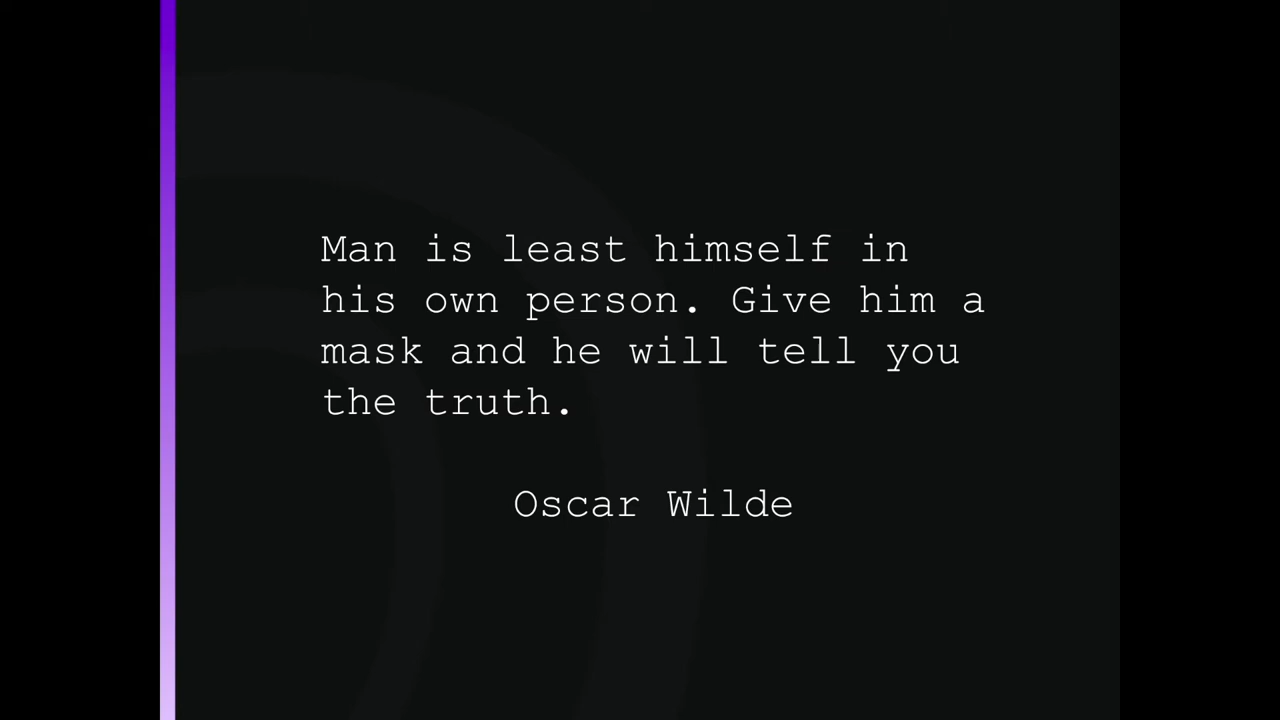 Man is least himself in
his own person. Give him a
mask and he will tell you
the truth.
Oscar Wilde